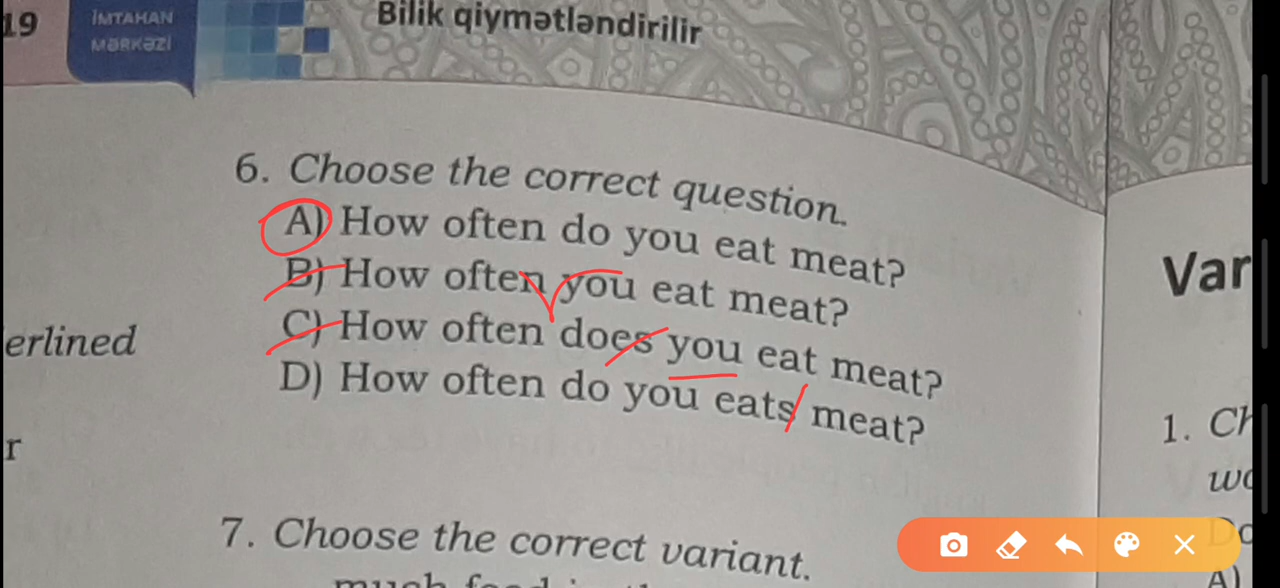 19
İMTAHAN
MƏRKƏZİ
Bilik qiymətləndirilir
6. Choose the correct question.
A) How often do you eat meat?
B) How often you eat meat?
C) How often does you eat meat?
D) How often do you eats meat?
erlined
r
7. Choose the correct variant.
Var
1. Ch
A)